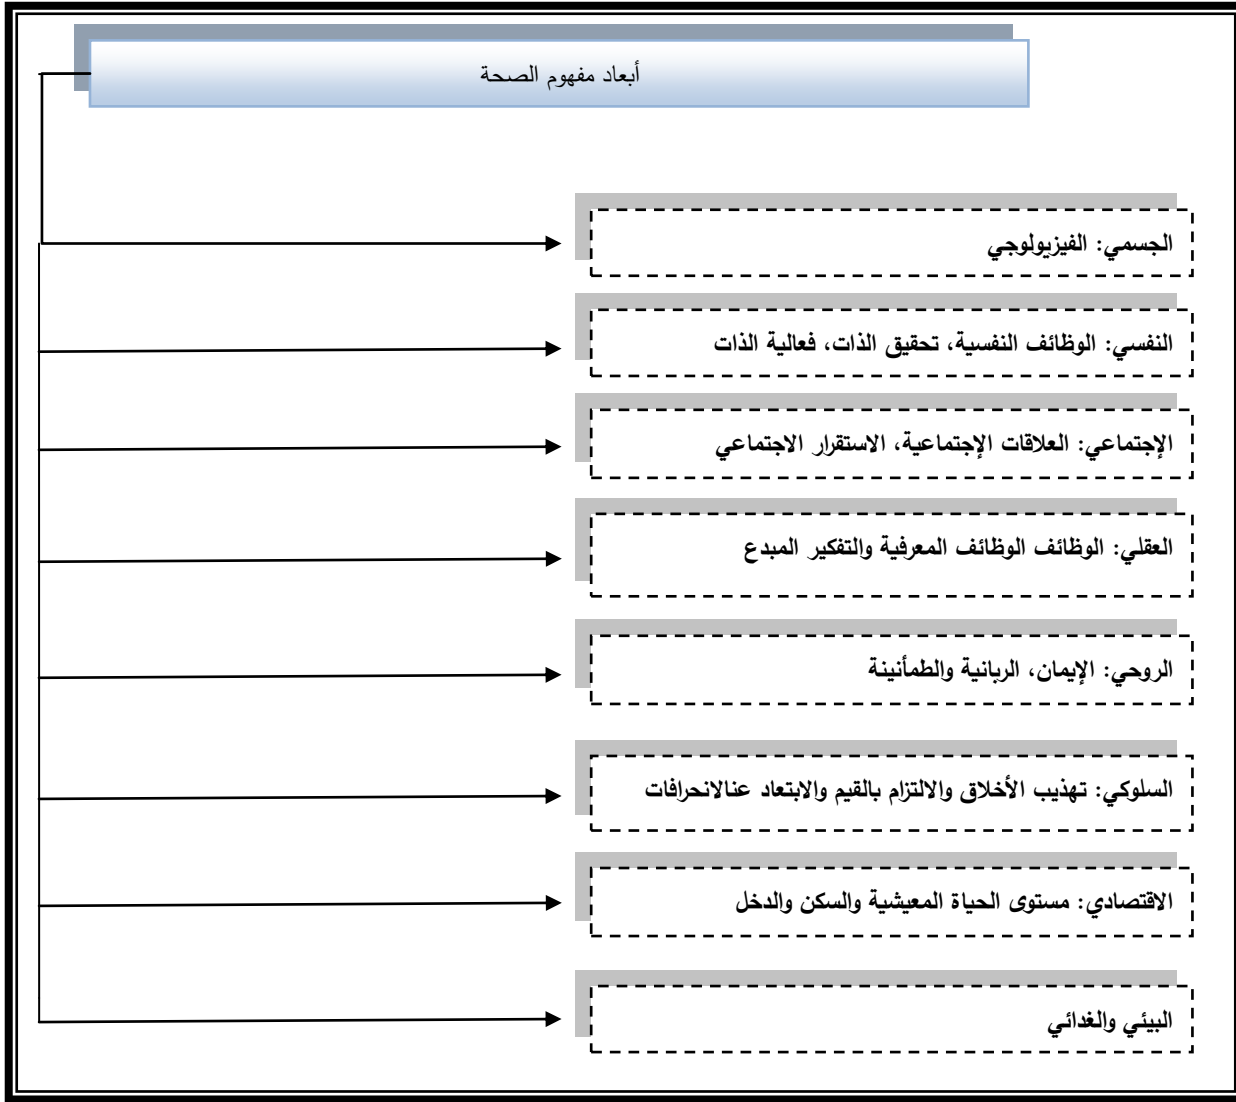 أبعاد مفهوم الصحة
الجسمي: الفيزيولوجي
النفسي: الوظائف النفسية، تحقيق الذات، فعالية الذات
الإجتماعي: العلاقات الإجتماعية، الاستقرار الاجتماعي
العقلي: الوظائف الوظائف المعرفية والتفكير المبدع
الروحي: الإيمان، الربانية والطمأنينة
السلوكي: تهذيب الأخلاق والالتزام بالقيم والابتعاد عنالانحرافات
الاقتصادي: مستوى الحياة المعيشية والسكن والدخل
البيئي والغدائي